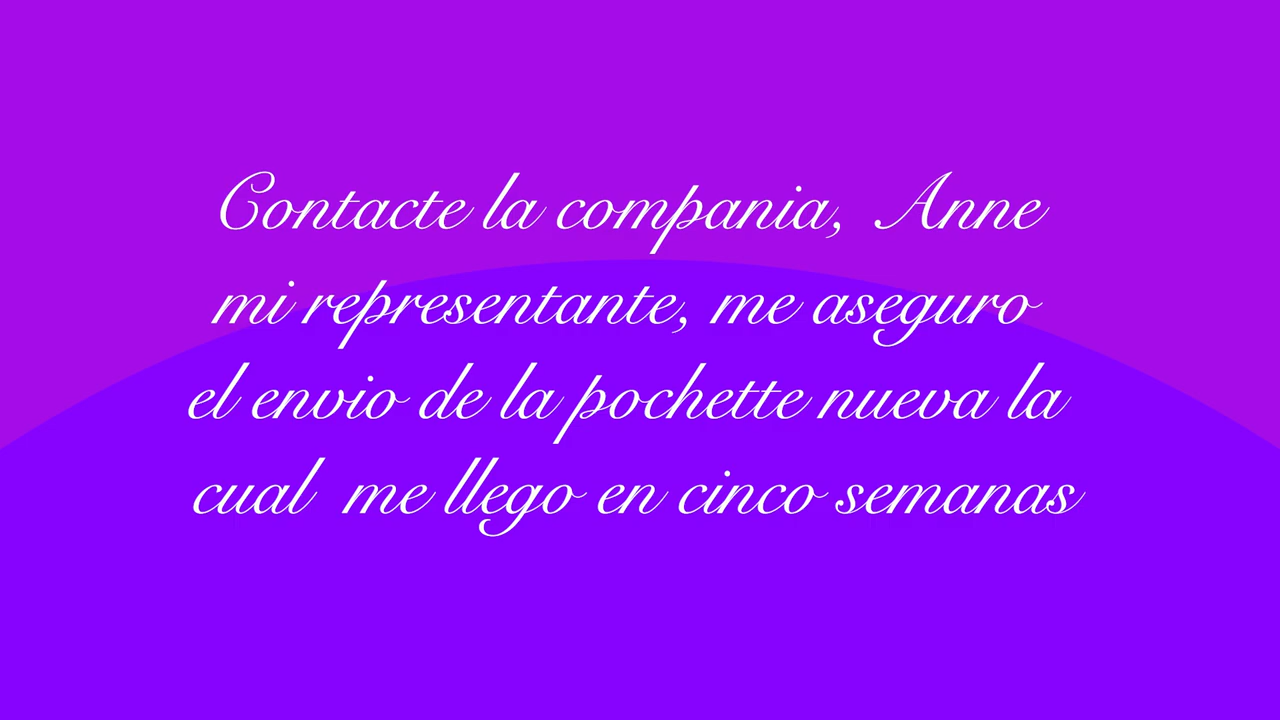 Contacte la compania, Anne
mi representante, me aseguro
el envio de la pochette nueva la
cual me llego en cinco semanas